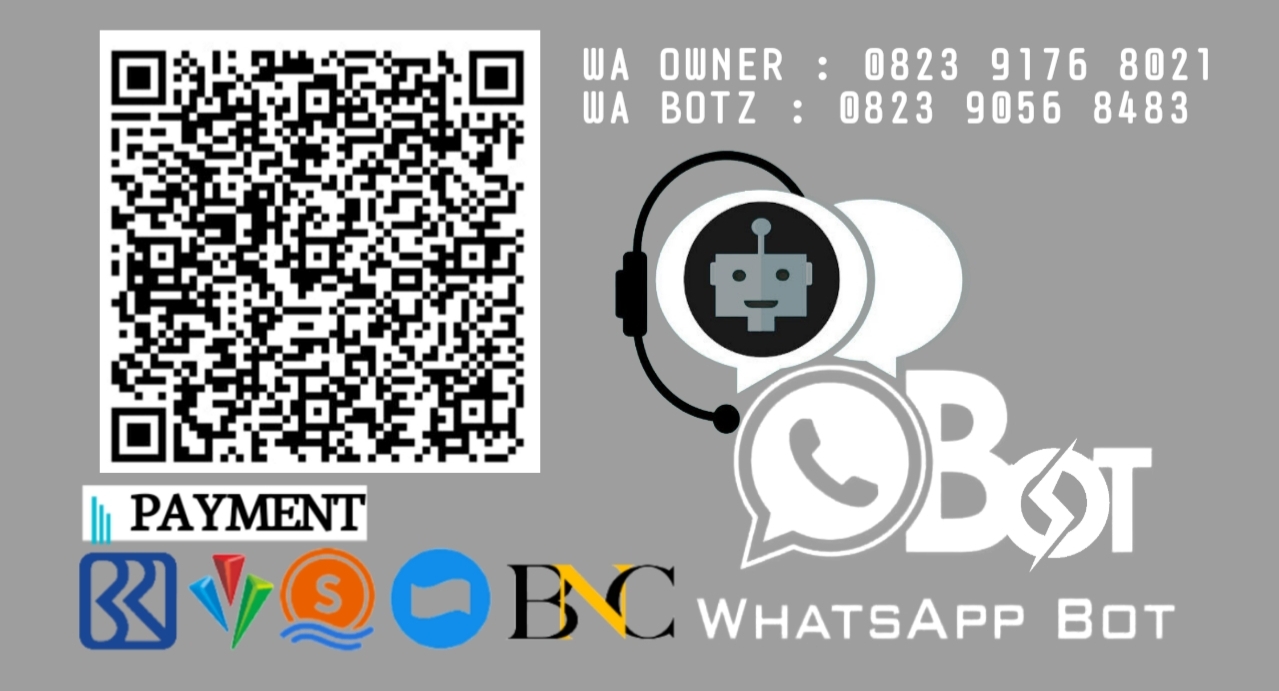 WA OWNER : 0823 9176 8021
WA BOTZ : 0823 9056 8483
BOT
PAYMENT
S
BNC
WHATSAPP BOT